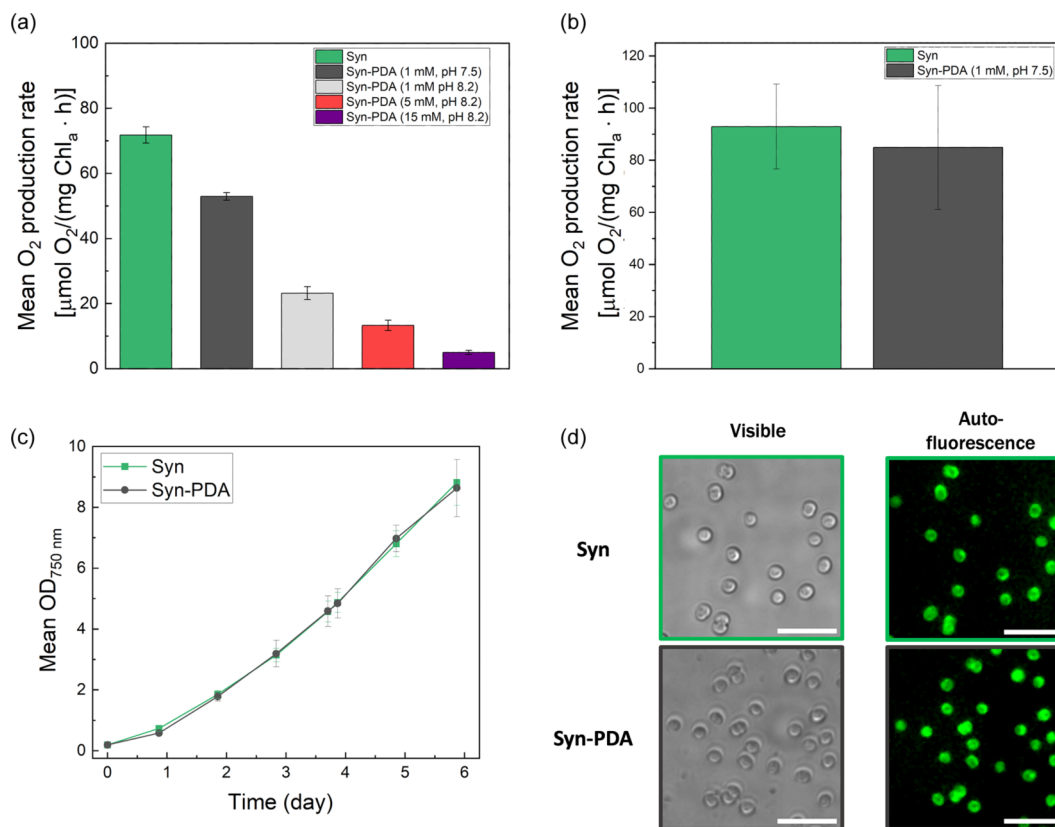 (a)
Mean O2 production rate
[µmol O2/(mg Chla · h)]
100
80
60
40
20
0
Syn
Syn-PDA (1 mM, pH 7.5)
Syn-PDA (1 mM pH 8.2)
Syn-PDA (5 mM, pH 8.2)
Syn-PDA (15 mM, pH 8.2)
(b)
Mean O2 production rate
[µmol O2/(mg Chla · h)]
120
100
80
60
40
20
0
Syn
Syn-PDA (1 mM, pH 7.5)
(c)
Mean OD750 nm
10
8
6
4
2
0
Syn
Syn-PDA
0 1 2 3 4 5 6
Time (day)
(d)
Visible
Auto-
fluorescence
Syn
Syn-PDA